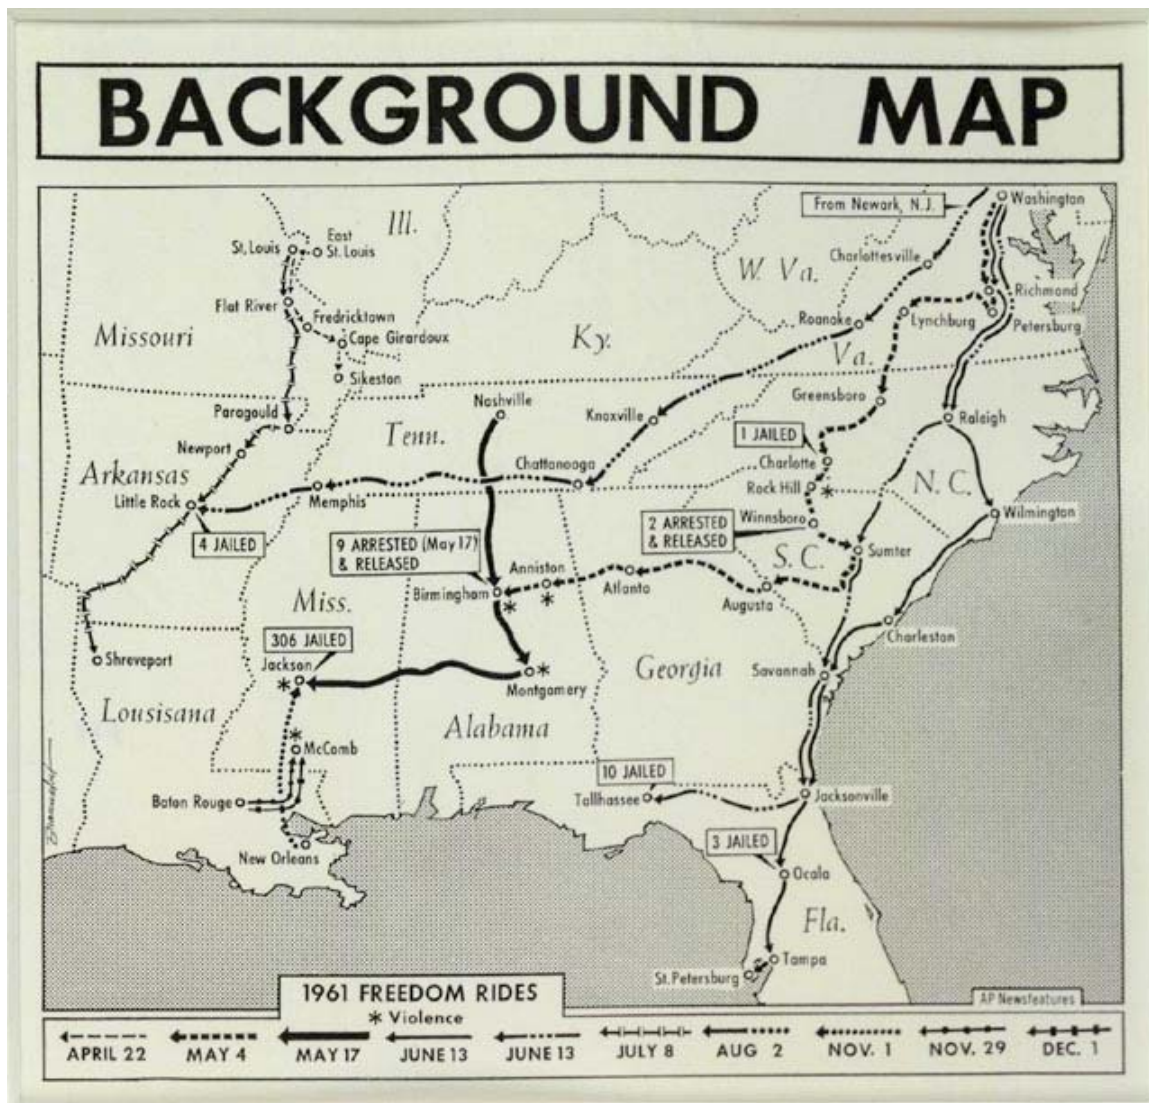 BACKGROUND MAP
From Newark, N.J.
Washington
Ill.
East
St. Louis
St. Louis
W. Va.
Charlottesville
Flat River
Fredricktown
Cape Girardoux
Missouri
Ky.
Roanoke
Lynchburg
Richmond
Petersburg
Va.
Sikeston
Nashville
Greensboro
Paragould
Knoxville
Raleigh
Newport
Tenn.
1 JAILED
Charlotte
Chattanooga
Arkansas
Little Rock
Memphis
Rock Hill
N. C.
Wilmington
4 JAILED
9 ARRESTED (May 17)
& RELEASED
2 ARRESTED
& RELEASED
Winnsboro
S. C.
Sumter
Anniston
Atlanta
Birmingham
Augusta
Miss.
Charleston
306 JAILED
Jackson
Shreveport
Montgomery
Georgia
Savannah
Lousisana
Alabama
McComb
10 JAILED
Tallhassee
Jacksonville
Baton Rouge
New Orleans
3 JAILED
Ocala
Fla.
Tampa
St. Petersburg
1961 FREEDOM RIDES
* Violence
AP Newsfeatures
APRIL 22 MAY 4 MAY 17 JUNE 13 JUNE 13 JULY 8 AUG 2 NOV. 1 NOV. 29 DEC. 1